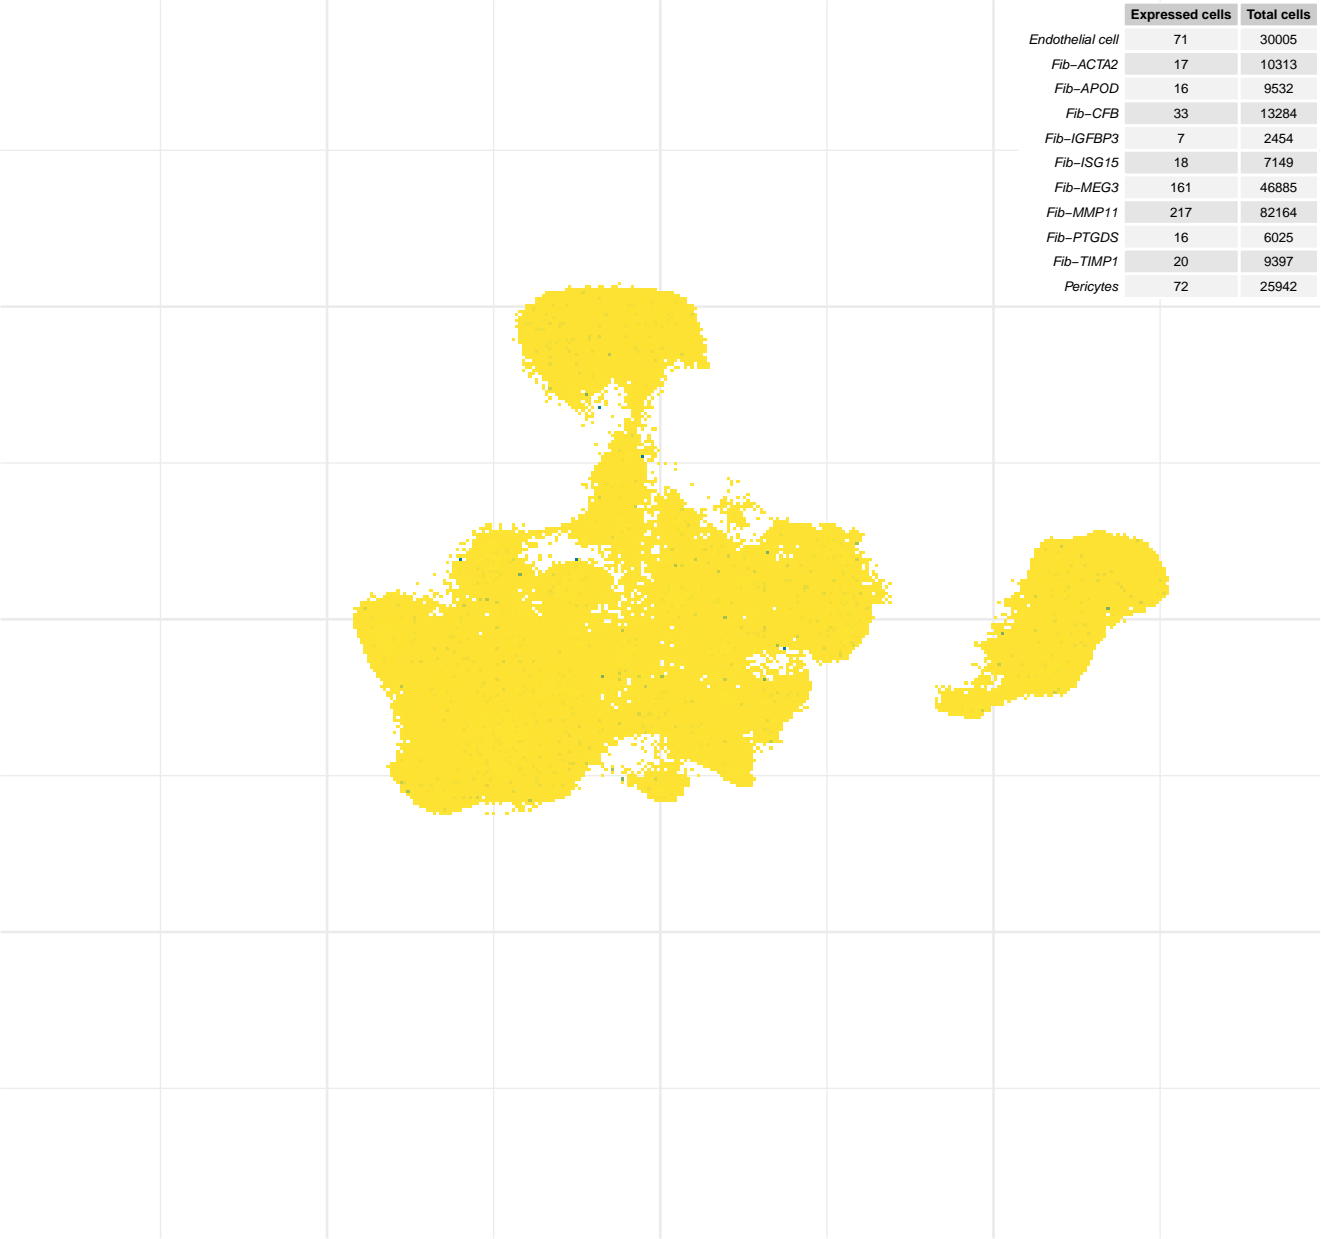 Expressed cells Total cells
Endothelial cell 71 30005
Fib−ACTA2 17 10313
Fib−APOD 16 9532
Fib−CFB 33 13284
Fib−IGFBP3 7 2454
Fib−ISG15 18 7149
Fib−MEG3 161 46885
Fib−MMP11 217 82164
Fib−PTGDS 16 6025
Fib−TIMP1 20 9397
Pericytes 72 25942